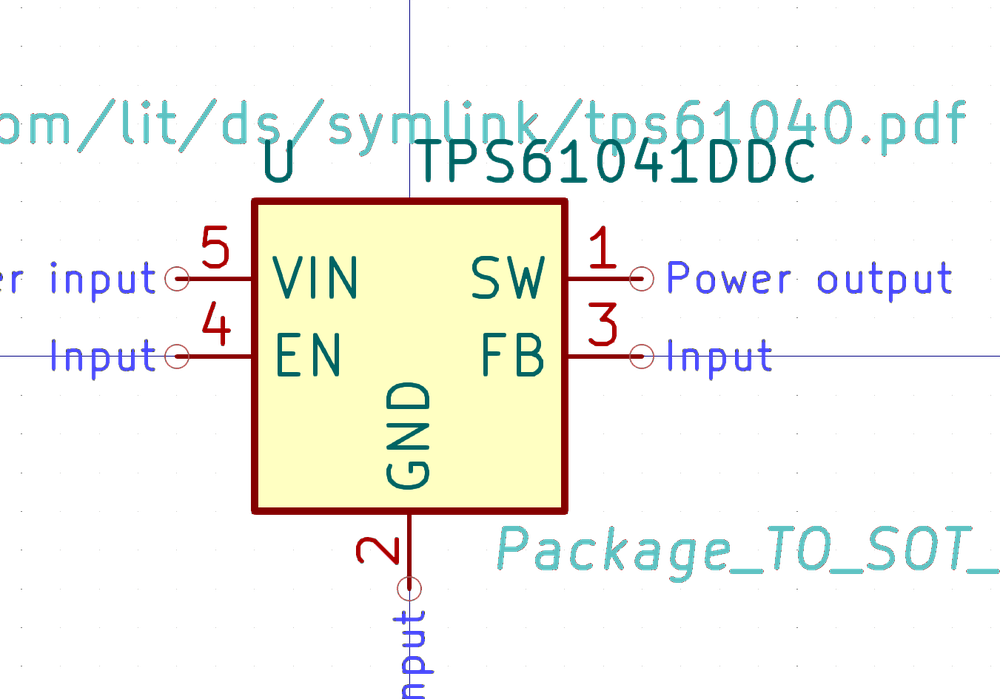 om/lit/ds/symlink/tps61040.pdf
U TPS61041DDC
5 1
er input VIN SW Power output
4 3
Input EN FB Input
GND
2
Package_TO_SOT_
nput